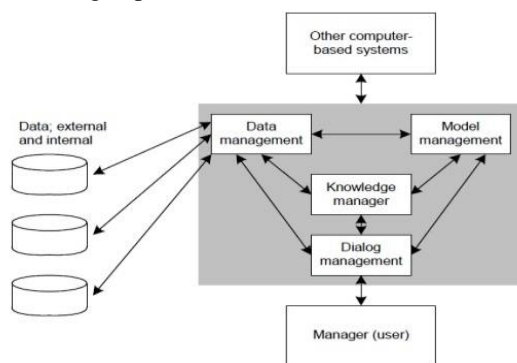 Other computer-
based systems
Data; external
and internal
Data
management
Model
management
Knowledge
manager
Dialog
management
Manager (user)